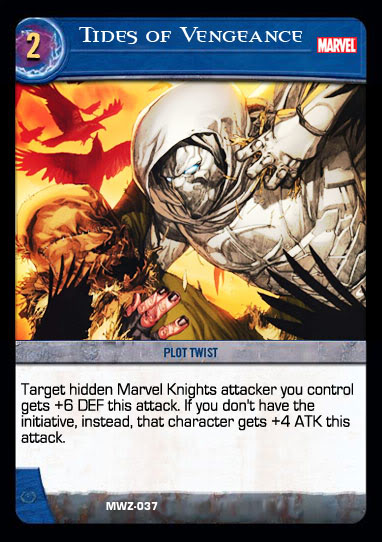 2
TIDES OF VENGEANCE
MARVEL
PLOT TWIST
Target hidden Marvel Knights attacker you control
gets +6 DEF this attack. If you don't have the
initiative, instead, that character gets +4 ATK this
attack.
MWZ-037